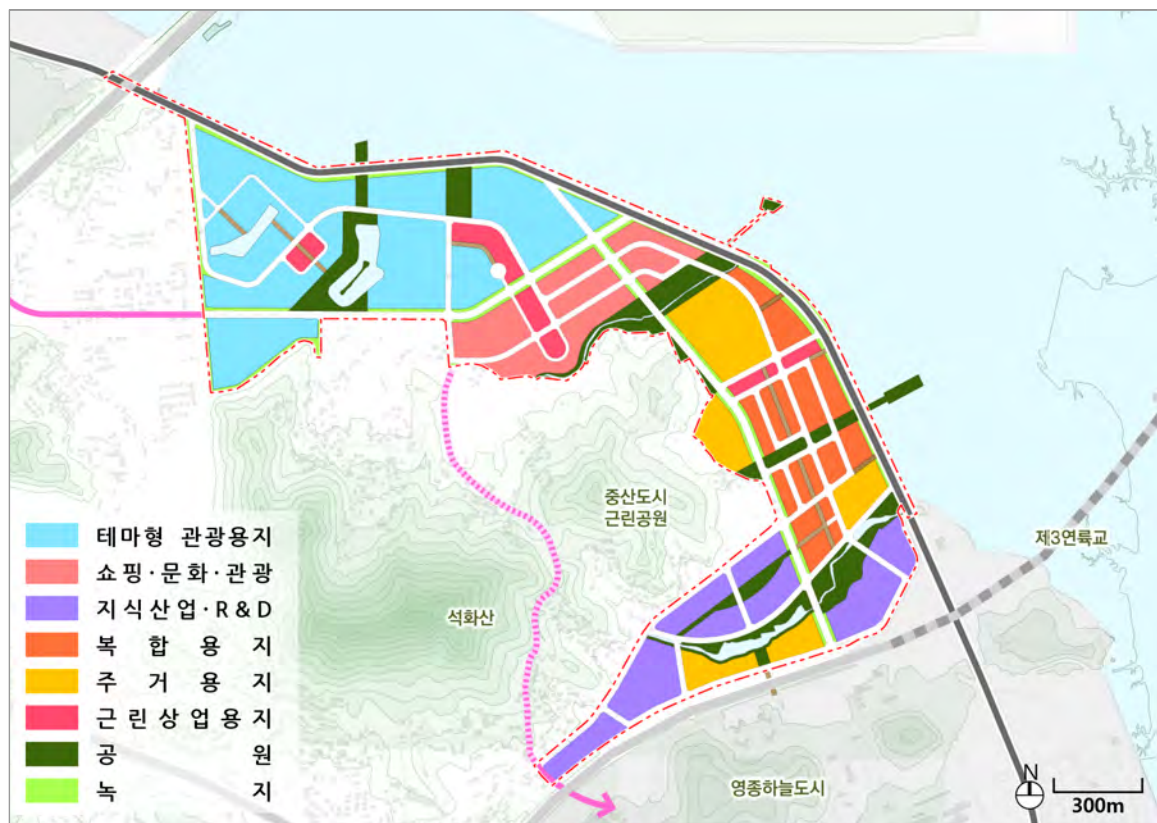 중산도시
근린공원
제3연륙교
석화산
영종하늘도시
테마형 관광용지
쇼핑·문화·관광
지식산업·R&D
복 합 용 지
주 거 용 지
근린상업용지
공 원
녹 지
N
300m